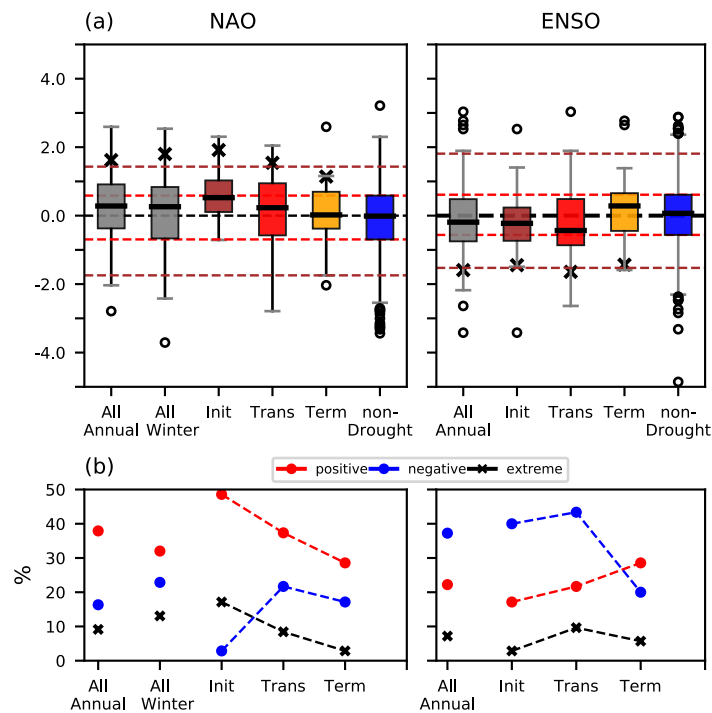 (a) NAO ENSO
4.0
2.0
0.0
-2.0
-4.0
All Annual All Winter Init Trans Term non-Drought
All Annual Init Trans Term non-Drought
(b)
positive negative extreme
50
40
30
20
10
0
%
All Annual All Winter Init Trans Term
All Annual Init Trans Term